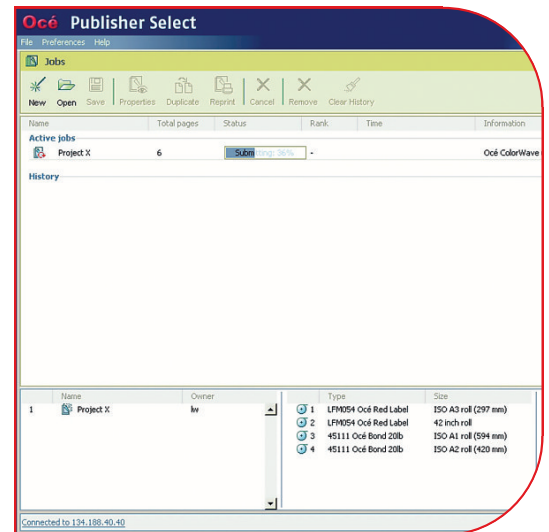 Océ Publisher Select
File Preferences Help
Jobs
New Open Save Properties Duplicate Reprint Cancel Remove Clear History
Name Total pages Status Rank Time Information
Active jobs
Project X 6 Submitting: 36% - Océ ColorWave
History
Name Owner Type Size
1 Project X lw 1 LFM054 Océ Red Label ISO A3 roll (297 mm)
2 LFM054 Océ Red Label 42 inch roll
3 45111 Océ Bond 20lb ISO A1 roll (594 mm)
4 45111 Océ Bond 20lb ISO A2 roll (420 mm)
Connected to 134.188.40.40